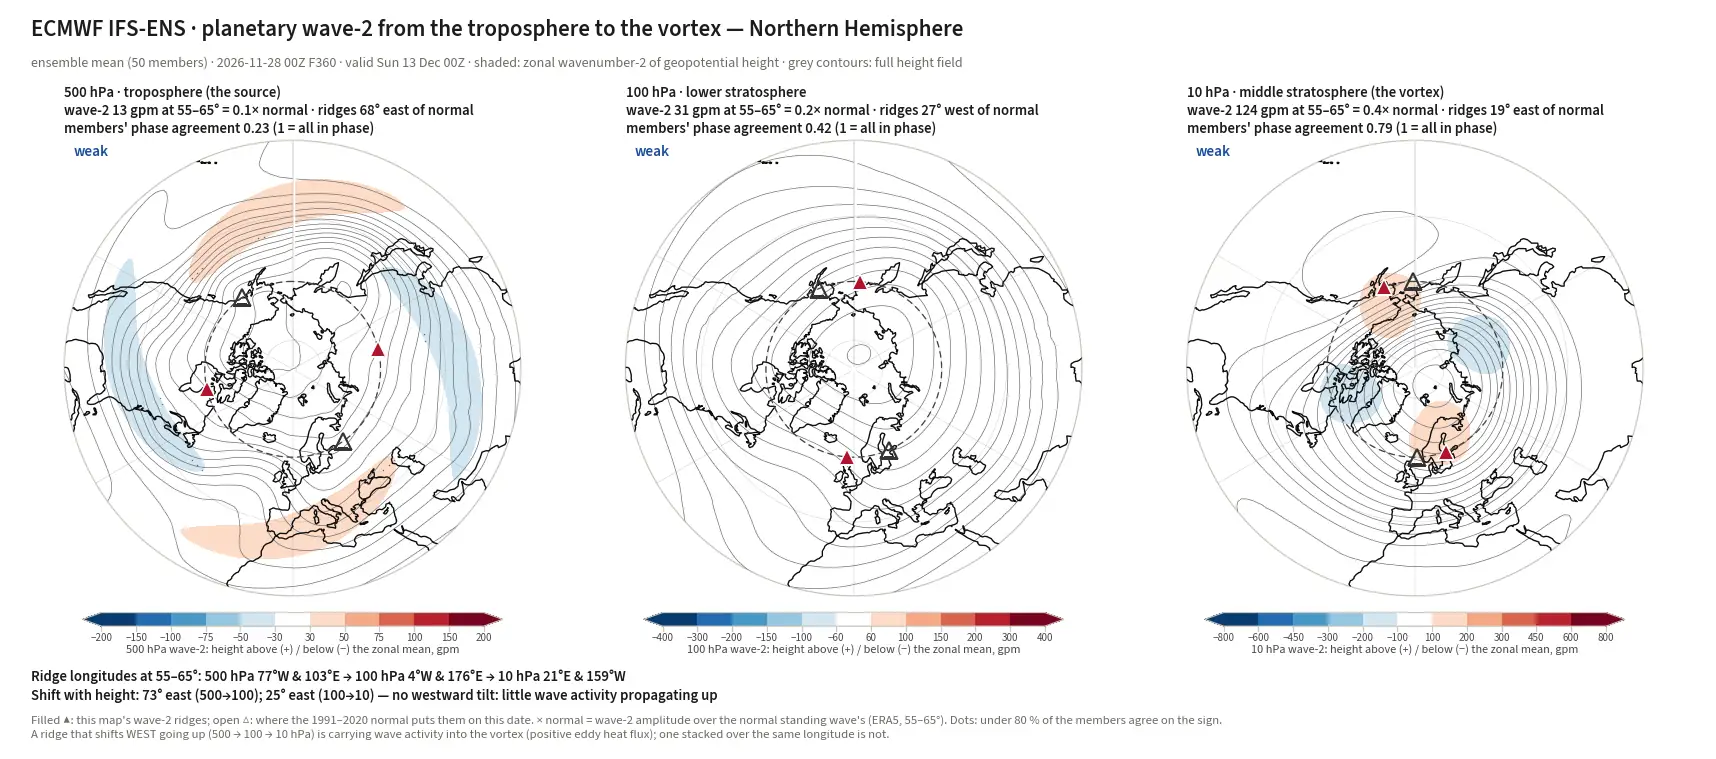 ECMWF IFS-ENS · planetary wave-2 from the troposphere to the vortex — Northern Hemisphere
ensemble mean (50 members) · 2026-11-28 00Z F360 · valid Sun 13 Dec 00Z · shaded: zonal wavenumber-2 of geopotential height · grey contours: full height field
500 hPa · troposphere (the source)
wave-2 13 gpm at 55–65° = 0.1× normal · ridges 68° east of normal
members' phase agreement 0.23 (1 = all in phase)
weak
100 hPa · lower stratosphere
wave-2 31 gpm at 55–65° = 0.2× normal · ridges 27° west of normal
members' phase agreement 0.42 (1 = all in phase)
weak
10 hPa · middle stratosphere (the vortex)
wave-2 124 gpm at 55–65° = 0.4× normal · ridges 19° east of normal
members' phase agreement 0.79 (1 = all in phase)
weak
−200 −150 −100 −75 −50 −30 30 50 75 100 150 200
500 hPa wave-2: height above (+) / below (−) the zonal mean, gpm
−400 −300 −200 −150 −100 −60 60 100 150 200 300 400
100 hPa wave-2: height above (+) / below (−) the zonal mean, gpm
−800 −600 −450 −300 −200 −100 100 200 300 450 600 800
10 hPa wave-2: height above (+) / below (−) the zonal mean, gpm
Ridge longitudes at 55–65°: 500 hPa 77°W & 103°E → 100 hPa 4°W & 176°E → 10 hPa 21°E & 159°W
Shift with height: 73° east (500→100); 25° east (100→10) — no westward tilt: little wave activity propagating up
Filled ▲: this map's wave-2 ridges; open △: where the 1991–2020 normal puts them on this date. × normal = wave-2 amplitude over the normal standing wave's (ERA5, 55–65°). Dots: under 80 % of the members agree on the sign.
A ridge that shifts WEST going up (500 → 100 → 10 hPa) is carrying wave activity into the vortex (positive eddy heat flux); one stacked over the same longitude is not.